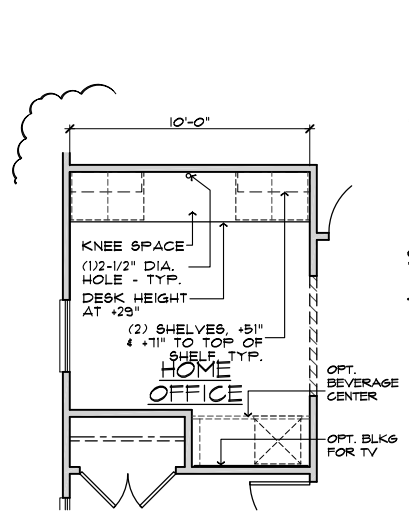 10'-0"
KNEE SPACE
(1)2-1/2" DIA.
HOLE - TYP.
DESK HEIGHT
AT +29"
(2) SHELVES, +51"
& +71" TO TOP OF
SHELF, TYP.
HOME
OFFICE
OPT.
BEVERAGE
CENTER
OPT. BLKG
FOR TV